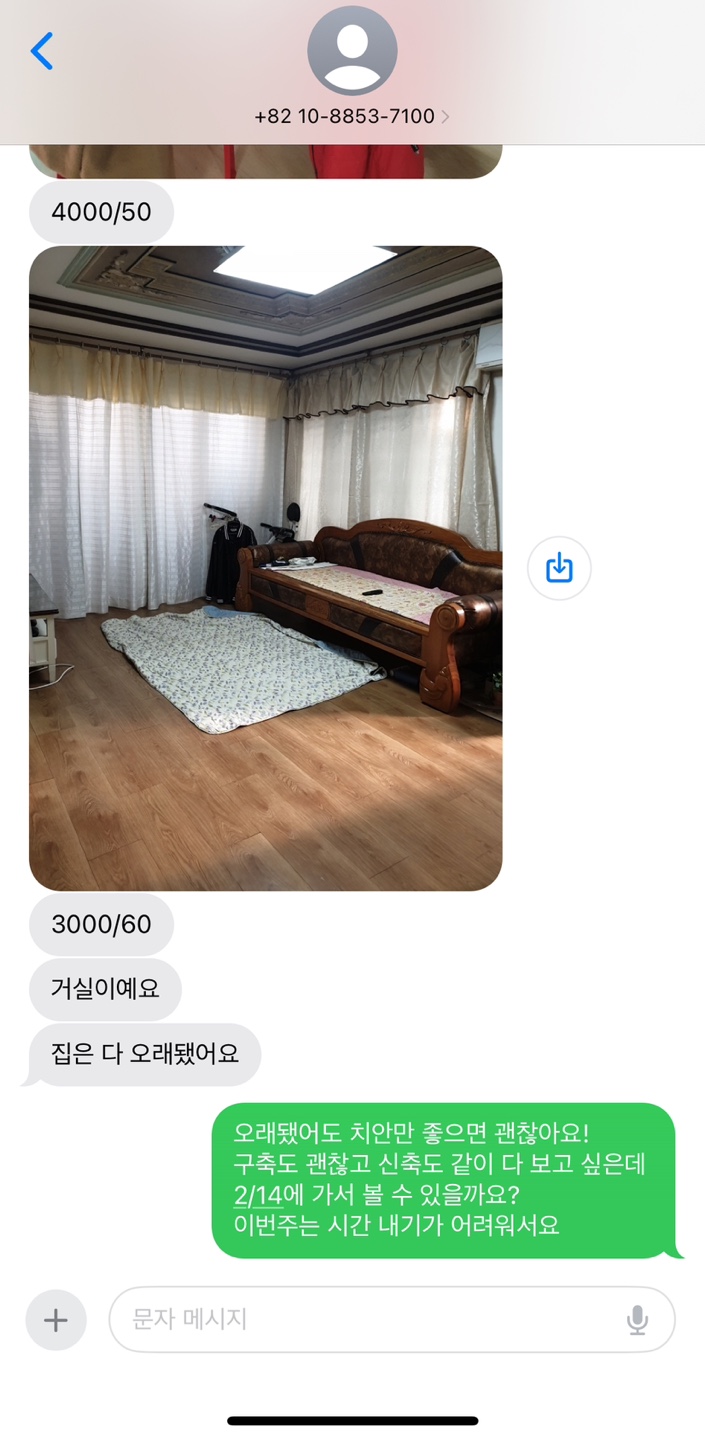 +82 10-8853-7100
4000/50
3000/60
거실이예요
집은 다 오래됐어요
오래됐어도 치안만 좋으면 괜찮아요!
구축도 괜찮고 신축도 같이 다 보고 싶은데
2/14에 가서 볼 수 있을까요?
이번주는 시간 내기가 어려워서요
문자 메시지